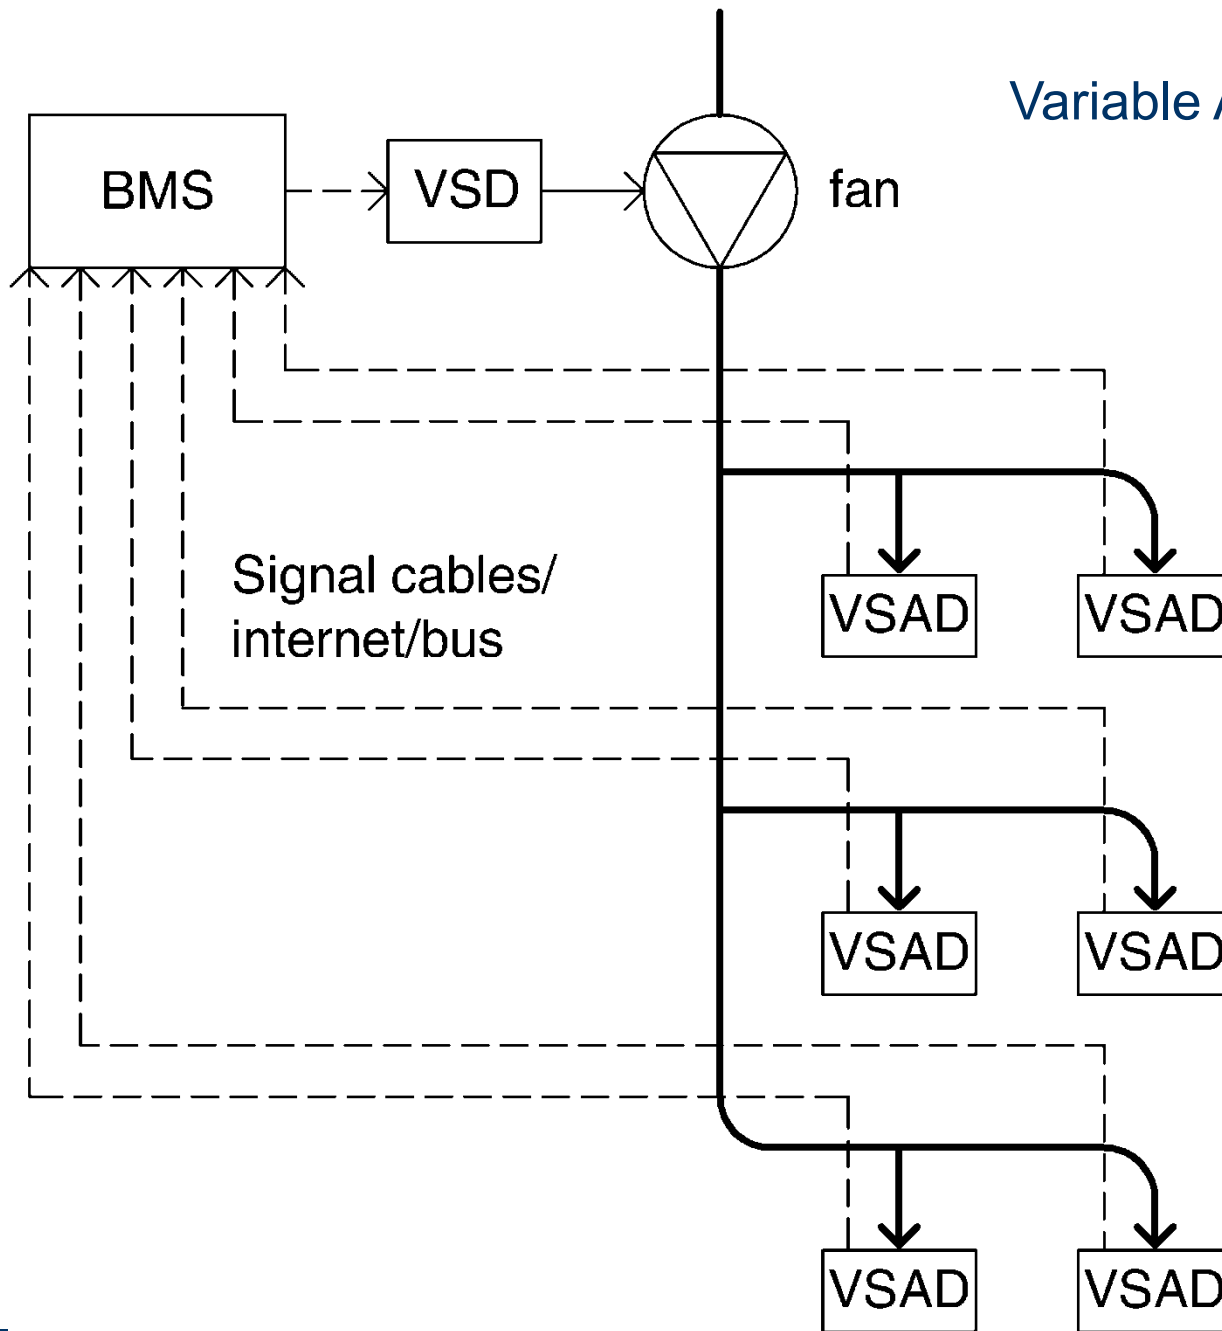 Variable A
BMS
VSD
fan
Signal cables/
internet/bus
VSAD
VSAD
VSAD
VSAD
VSAD
VSAD